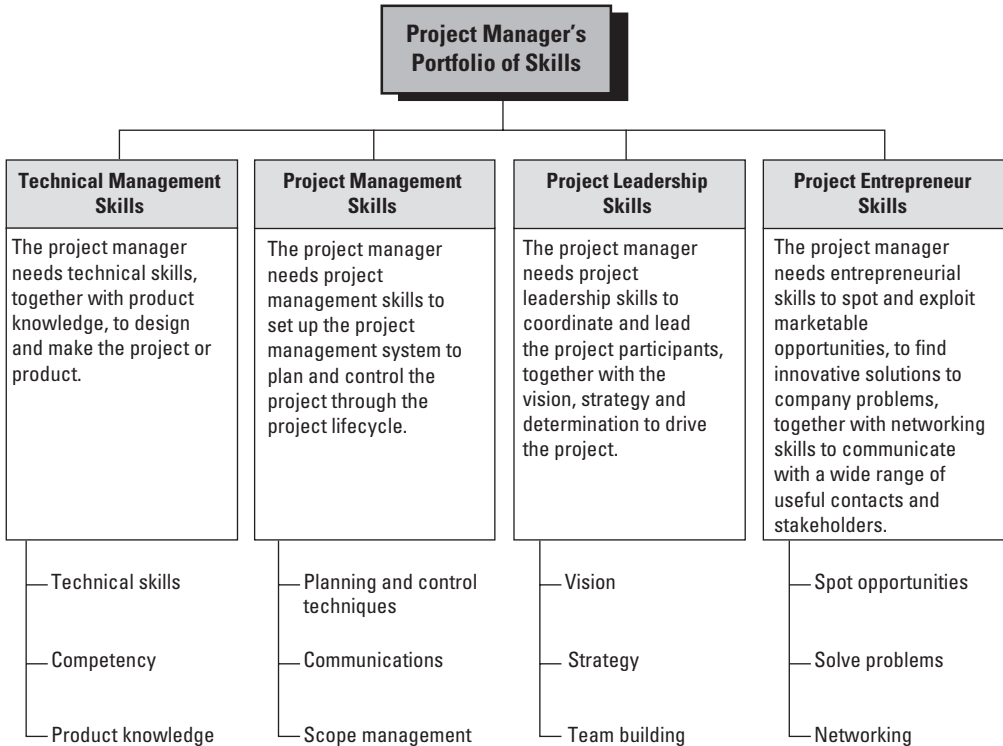 Project Manager's
Portfolio of Skills
Technical Management
Skills
The project manager
needs technical skills,
together with product
knowledge, to design
and make the project or
product.
Technical skills
Competency
Product knowledge
Project Management
Skills
The project manager
needs project
management skills to
set up the project
management system to
plan and control the
project through the
project lifecycle.
Planning and control
techniques
Communications
Scope management
Project Leadership
Skills
The project manager
needs project
leadership skills to
coordinate and lead
the project participants,
together with the
vision, strategy and
determination to drive
the project.
Vision
Strategy
Team building
Project Entrepreneur
Skills
The project manager
needs entrepreneurial
skills to spot and exploit
marketable
opportunities, to find
innovative solutions to
company problems,
together with networking
skills to communicate
with a wide range of
useful contacts and
stakeholders.
Spot opportunities
Solve problems
Networking